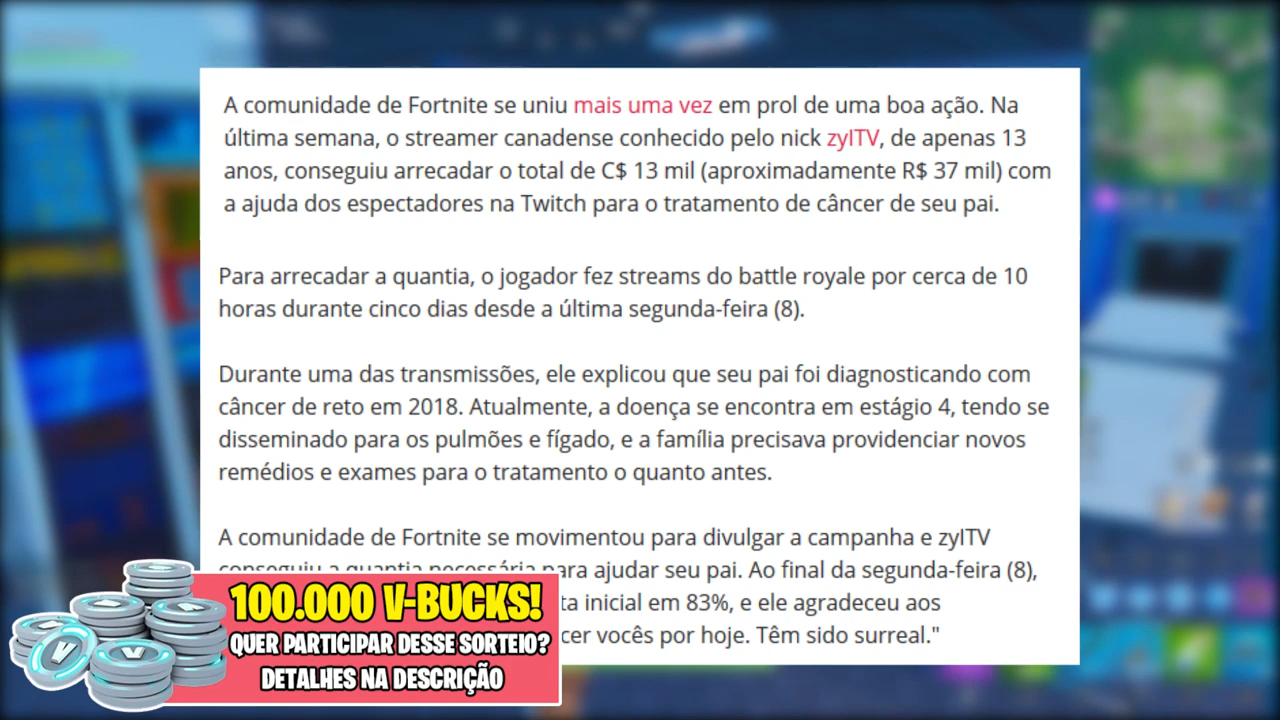 A comunidade de Fortnite se uniu mais uma vez em prol de uma boa ação. Na
última semana, o streamer canadense conhecido pelo nick zyITV, de apenas 13
anos, conseguiu arrecadar o total de C$ 13 mil (aproximadamente R$ 37 mil) com
a ajuda dos espectadores na Twitch para o tratamento de câncer de seu pai.
Para arrecadar a quantia, o jogador fez streams do battle royale por cerca de 10
horas durante cinco dias desde a última segunda-feira (8).
Durante uma das transmissões, ele explicou que seu pai foi diagnosticando com
câncer de reto em 2018. Atualmente, a doença se encontra em estágio 4, tendo se
disseminado para os pulmões e fígado, e a família precisava providenciar novos
remédios e exames para o tratamento o quanto antes.
A comunidade de Fortnite se movimentou para divulgar a campanha e zyITV
conseguiu a quantia necessária para ajudar seu pai. Ao final da segunda-feira (8),
ta inicial em 83%, e ele agradeceu aos
cer vocês por hoje. Têm sido surreal."
100.000 V-BUCKS!
QUER PARTICIPAR DESSE SORTEIO?
DETALHES NA DESCRIÇÃO